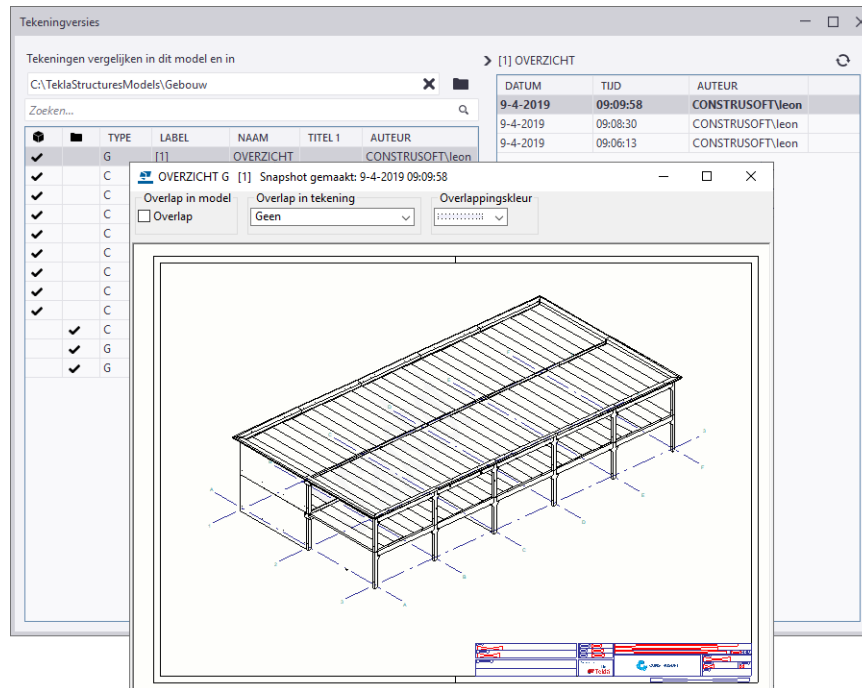 Tekeningversies
Tekeningen vergelijken in dit model en in
C:\TeklaStructuresModels\Gebouw
Zoeken...
TYPE LABEL NAAM TITEL 1 AUTEUR
G [1] OVERZICHT CONSTRUSOFT\leon
C
C
C
C
C
C
C
C
C
G
G
[1] OVERZICHT
DATUM TIJD AUTEUR
9-4-2019 09:09:58 CONSTRUSOFT\leon
9-4-2019 09:08:30 CONSTRUSOFT\leon
9-4-2019 09:06:13 CONSTRUSOFT\leon
OVERZICHT G [1] Snapshot gemaakt: 9-4-2019 09:09:58
Overlap in model Overlap in tekening Overlappingskleur
Overlap Geen
A
B
C
D
E
F
Tekla